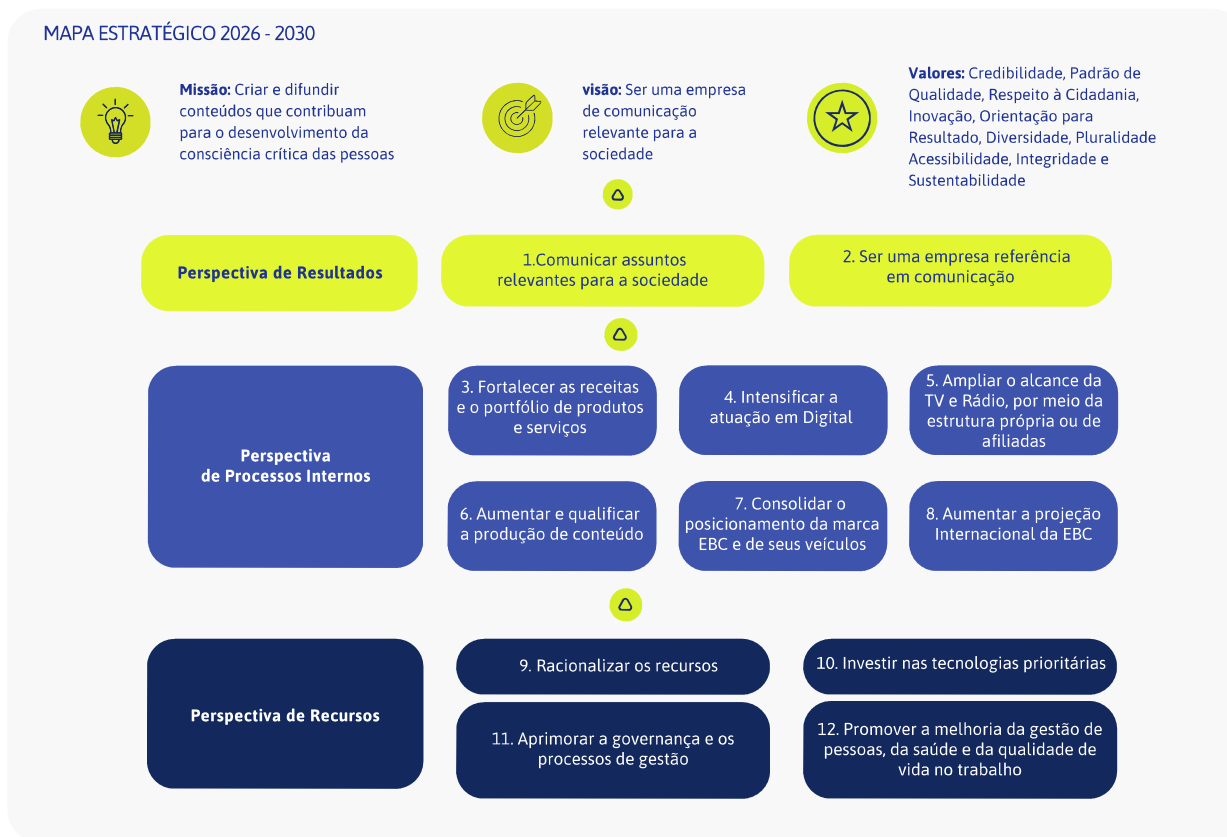 MAPA ESTRATÉGICO 2026 - 2030
Missão: Criar e difundir
conteúdos que contribuam
para o desenvolvimento da
consciência crítica das pessoas
visão: Ser uma empresa
de comunicação
relevante para a
sociedade
Valores: Credibilidade, Padrão de
Qualidade, Respeito à Cidadania,
Inovação, Orientação para
Resultado, Diversidade, Pluralidade
Acessibilidade, Integridade e
Sustentabilidade
Perspectiva de Resultados
1.Comunicar assuntos
relevantes para a sociedade
2. Ser uma empresa referência
em comunicação
Perspectiva
de Processos Internos
3. Fortalecer as receitas
e o portfólio de produtos
e serviços
4. Intensificar a
atuação em Digital
5. Ampliar o alcance da
TV e Rádio, por meio da
estrutura própria ou de
afiliadas
6. Aumentar e qualificar
a produção de conteúdo
7. Consolidar o
posicionamento da marca
EBC e de seus veículos
8. Aumentar a projeção
Internacional da EBC
Perspectiva de Recursos
9. Racionalizar os recursos
10. Investir nas tecnologias prioritárias
11. Aprimorar a governança e os
processos de gestão
12. Promover a melhoria da gestão de
pessoas, da saúde e da qualidade de
vida no trabalho